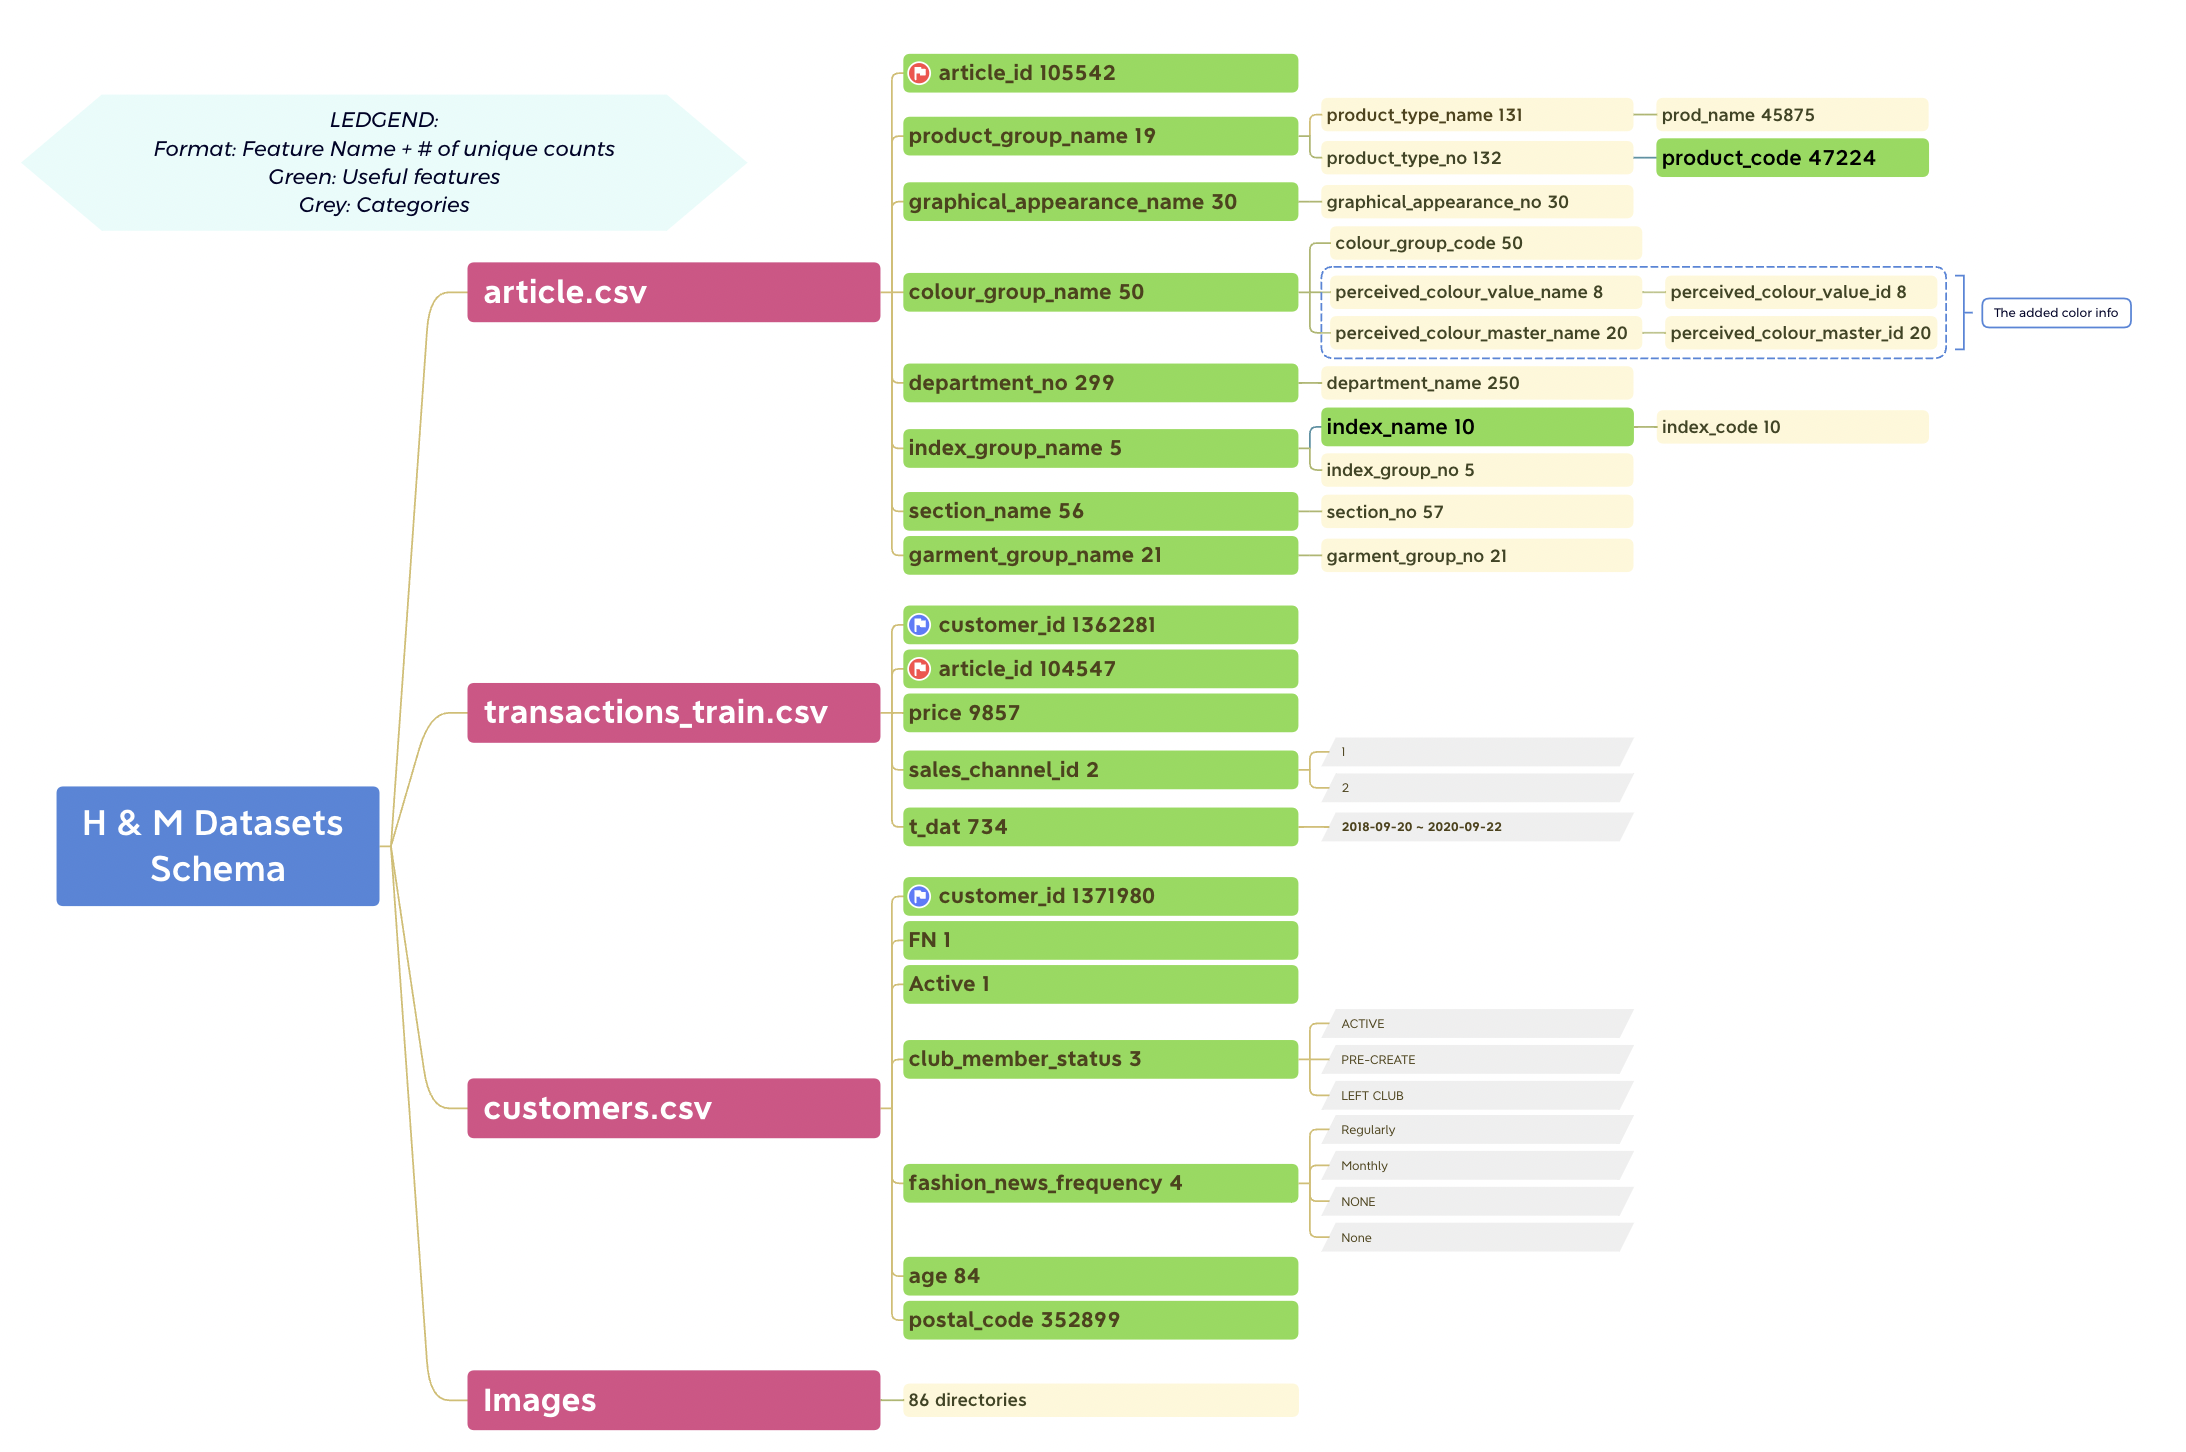 LEDGEND:
Format: Feature Name + # of unique counts
Green: Useful features
Grey: Categories
H & M Datasets
Schema
article.csv
article_id 105542
product_group_name 19
product_type_name 131
prod_name 45875
product_type_no 132
product_code 47224
graphical_appearance_name 30
graphical_appearance_no 30
colour_group_name 50
colour_group_code 50
perceived_colour_value_name 8
perceived_colour_value_id 8
perceived_colour_master_name 20
perceived_colour_master_id 20
The added color info
department_no 299
department_name 250
index_group_name 5
index_name 10
index_code 10
index_group_no 5
section_name 56
section_no 57
garment_group_name 21
garment_group_no 21
transactions_train.csv
customer_id 1362281
article_id 104547
price 9857
sales_channel_id 2
1
2
t_dat 734
2018-09-20 ~ 2020-09-22
customers.csv
customer_id 1371980
FN 1
Active 1
club_member_status 3
ACTIVE
PRE-CREATE
LEFT CLUB
fashion_news_frequency 4
Regularly
Monthly
NONE
None
age 84
postal_code 352899
Images
86 directories